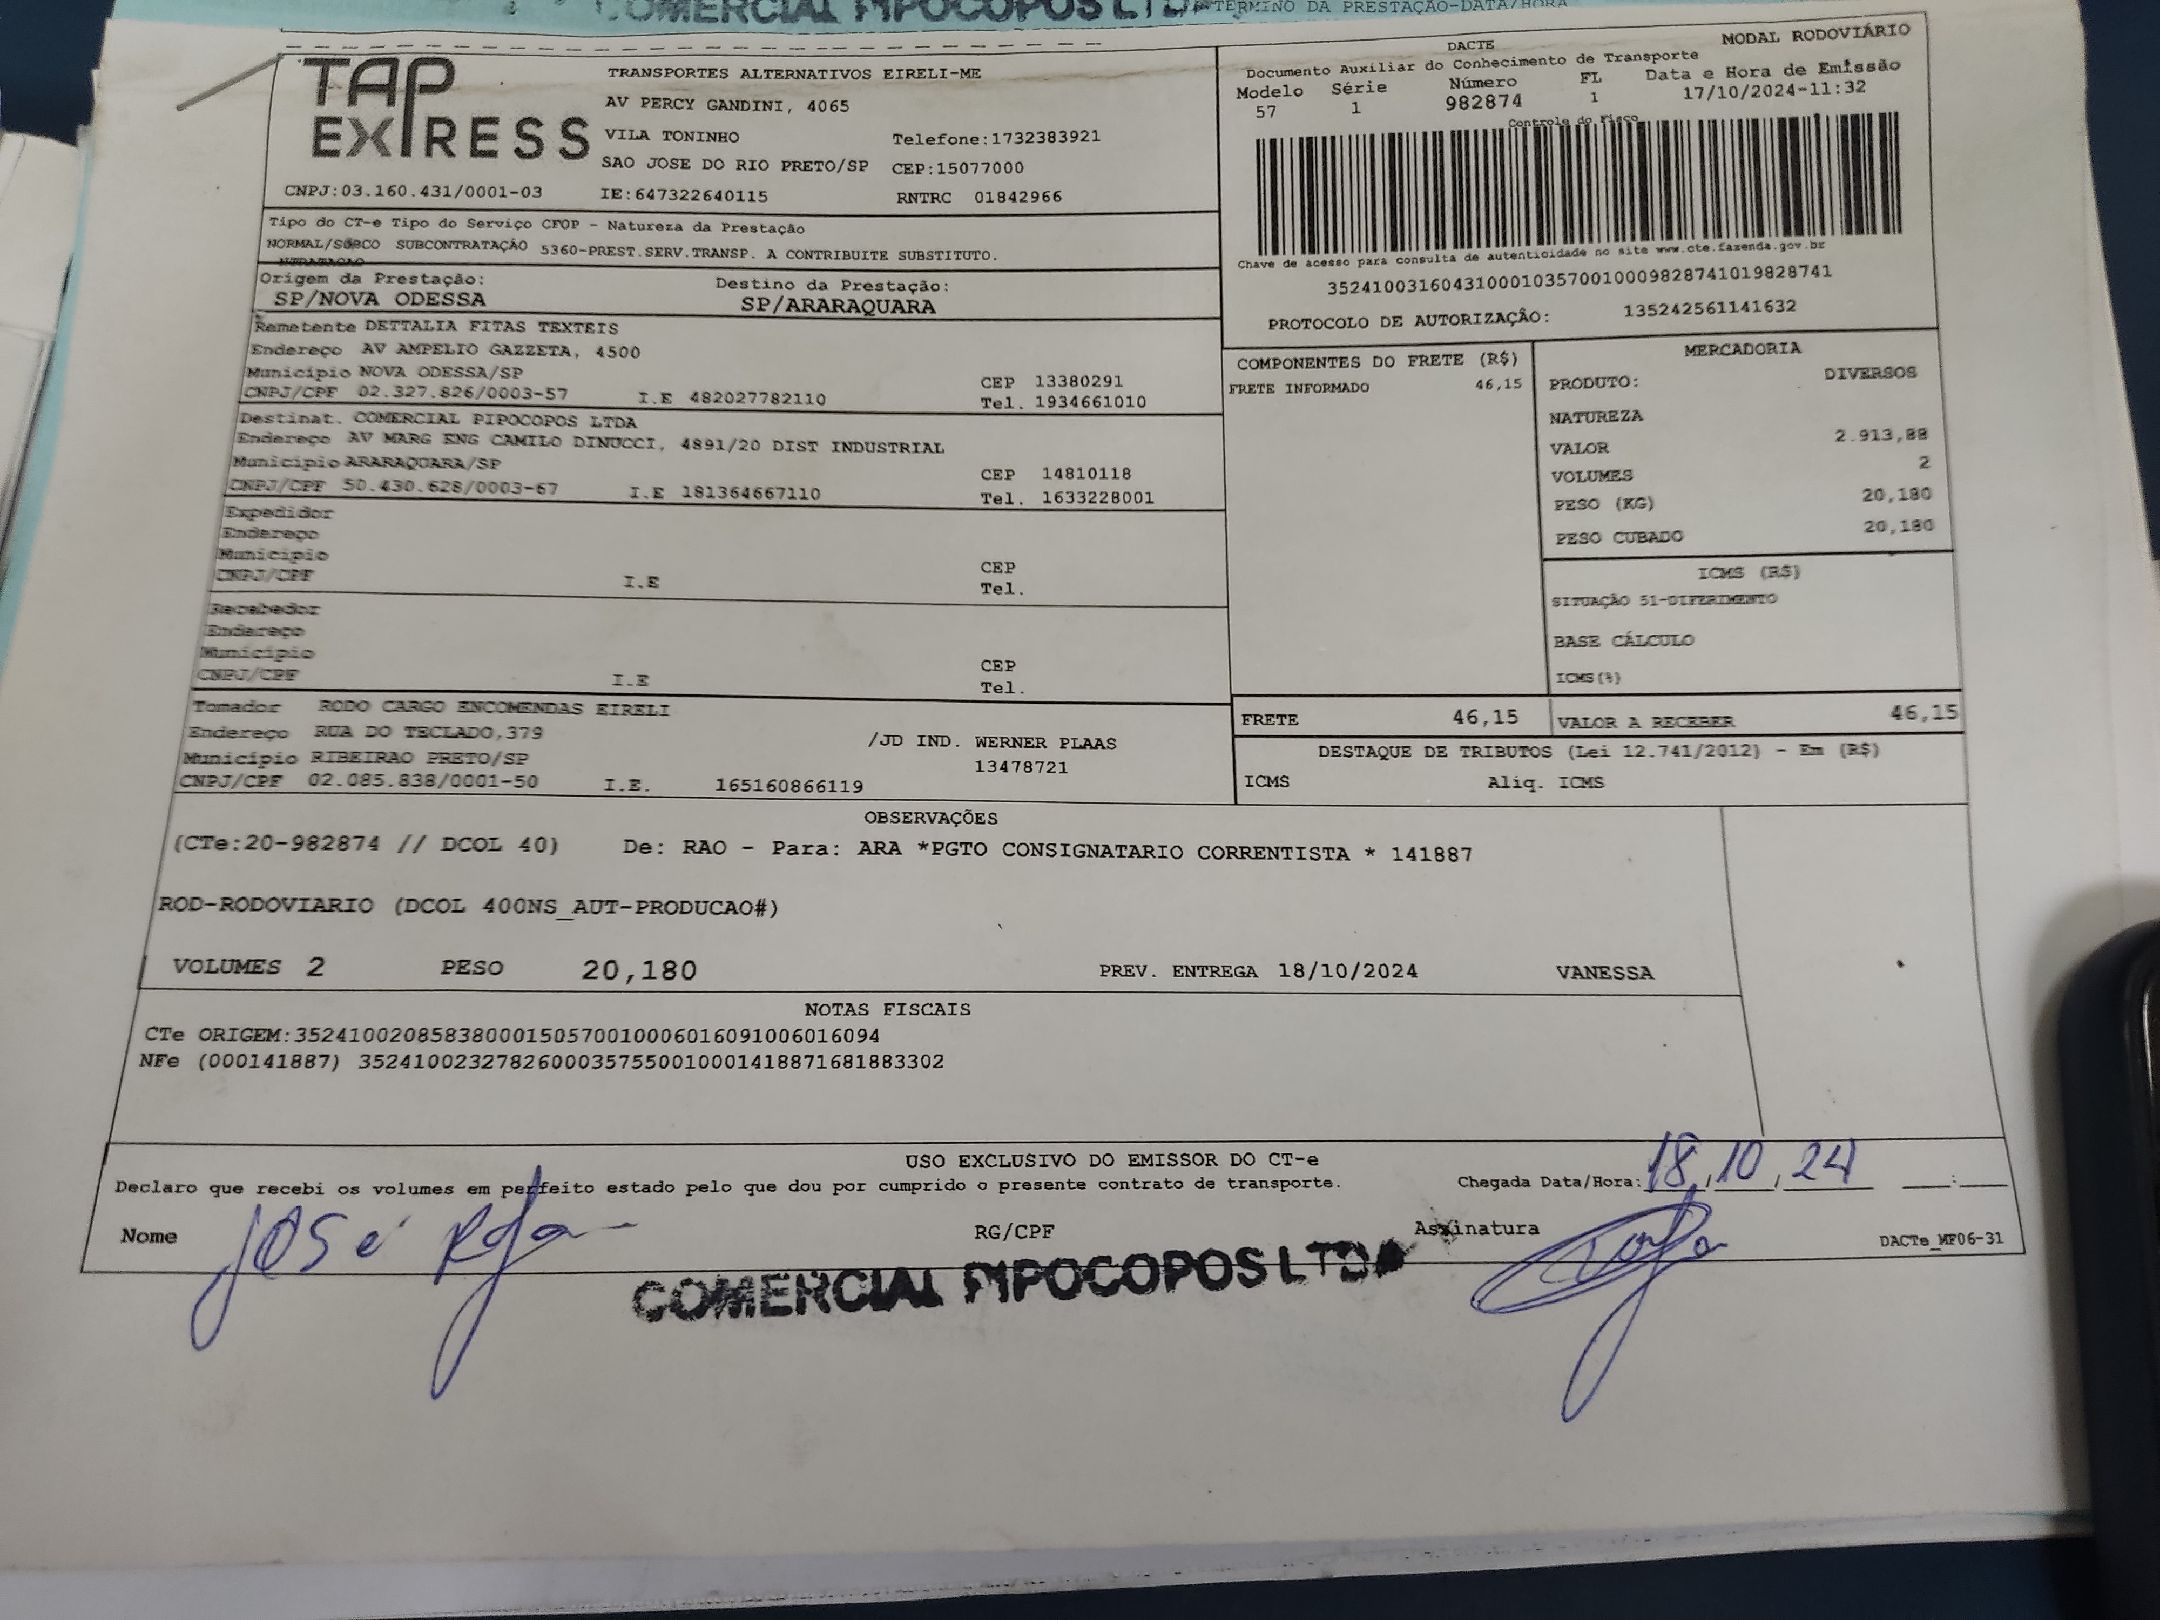 COMERCIAL PIPOCOPOS LTDA TERMINO DA PRESTAÇÃO-DATA/HORA
TAP EXPRESS
TRANSPORTES ALTERNATIVOS EIRELI-ME
AV PERCY GANDINI, 4065
VILA TONINHO Telefone:1732383921
SAO JOSE DO RIO PRETO/SP CEP:15077000
CNPJ:03.160.431/0001-03 IE:647322640115 RNTRC 01842966
DACTE MODAL RODOVIÁRIO
Documento Auxiliar do Conhecimento de Transporte
Modelo Série Número FL Data e Hora de Emissão
57 1 982874 1 17/10/2024-11:32
Controle do Fisco
Chave de acesso para consulta de autenticidade no site www.cte.fazenda.gov.br
35241003160431000103570010009828741019828741
PROTOCOLO DE AUTORIZAÇÃO: 135242561141632
Tipo do CT-e Tipo do Serviço CFOP - Natureza da Prestação
NORMAL/SUBCO SUBCONTRATAÇÃO 5360-PREST.SERV.TRANSP. A CONTRIBUITE SUBSTITUTO.
NTRATACAO
Origem da Prestação: Destino da Prestação:
SP/NOVA ODESSA SP/ARARAQUARA
Remetente DETTALIA FITAS TEXTEIS
Endereço AV AMPELIO GAZZETA, 4500
Município NOVA ODESSA/SP CEP 13380291
CNPJ/CPF 02.327.826/0003-57 I.E 482027782110 Tel. 1934661010
Destinat. COMERCIAL PIPOCOPOS LTDA
Endereço AV MARG ENG CAMILO DINUCCI, 4891/20 DIST INDUSTRIAL
Município ARARAQUARA/SP CEP 14810118
CNPJ/CPF 50.430.628/0003-67 I.E 181364667110 Tel. 1633228001
Expedidor
Endereço
Município CEP
CNPJ/CPF I.E Tel.
Recebedor
Endereço
Município CEP
CNPJ/CPF I.E Tel.
Tomador RODO CARGO ENCOMENDAS EIRELI
Endereço RUA DO TECLADO,379 /JD IND. WERNER PLAAS
Município RIBEIRAO PRETO/SP 13478721
CNPJ/CPF 02.085.838/0001-50 I.E. 165160866119
COMPONENTES DO FRETE (R$)
FRETE INFORMADO 46,15
MERCADORIA
PRODUTO: DIVERSOS
NATUREZA
VALOR 2.913,88
VOLUMES 2
PESO (KG) 20,180
PESO CUBADO 20,180
ICMS (R$)
SITUAÇÃO 51-DIFERIMENTO
BASE CÁLCULO
ICMS(%)
FRETE 46,15 VALOR A RECEBER 46,15
DESTAQUE DE TRIBUTOS (Lei 12.741/2012) - Em (R$)
ICMS Aliq. ICMS
OBSERVAÇÕES
(CTe:20-982874 // DCOL 40) De: RAO - Para: ARA *PGTO CONSIGNATARIO CORRENTISTA * 141887
ROD-RODOVIARIO (DCOL 400NS_AUT-PRODUCAO#)
VOLUMES 2 PESO 20,180 PREV. ENTREGA 18/10/2024 VANESSA
NOTAS FISCAIS
CTe ORIGEM:35241002085838000150570010006016091006016094
NFe (000141887) 35241002327826000357550010001418871681883302
USO EXCLUSIVO DO EMISSOR DO CT-e
Declaro que recebi os volumes em perfeito estado pelo que dou por cumprido o presente contrato de transporte. Chegada Data/Hora: 18/10/24 __:__
Nome José RG/CPF Assinatura DACTe_MF06-31
COMERCIAL PIPOCOPOS LTDA